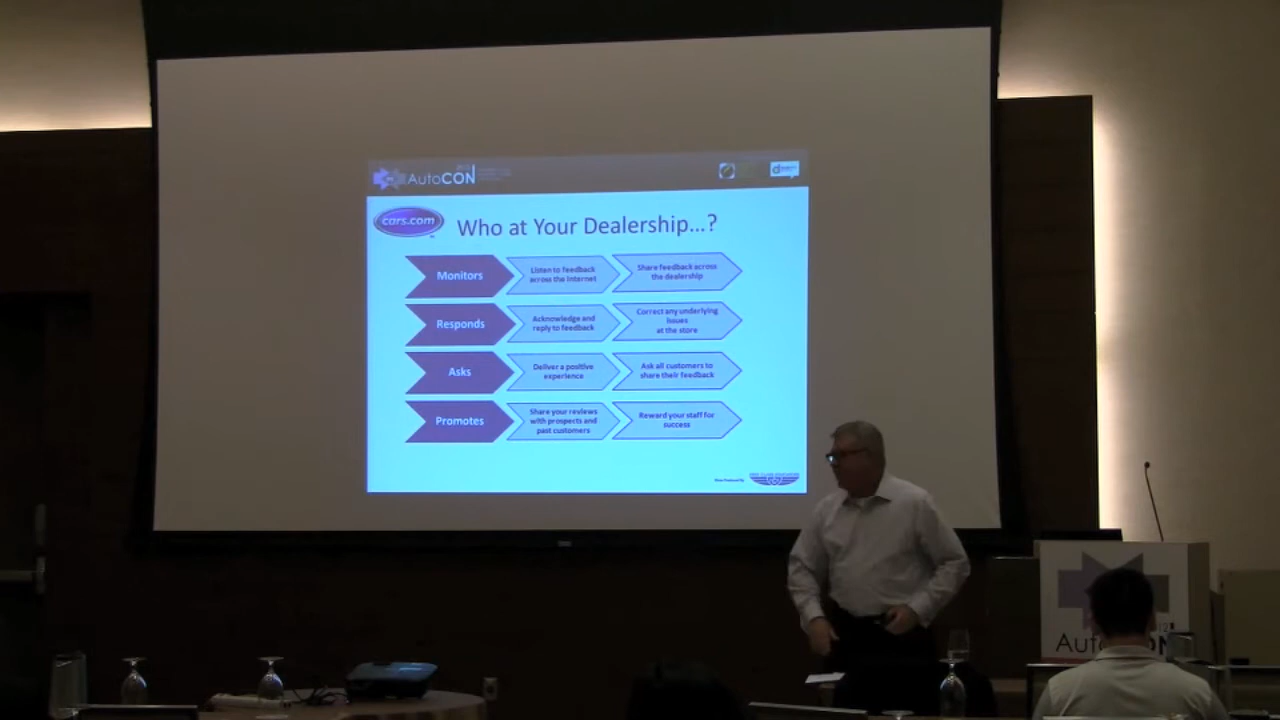 AutoCON
cars.com
Who at Your Dealership...?
Monitors
Listen to feedback
across the Internet
Share feedback across
the dealership
Responds
Acknowledge and
reply to feedback
Correct any underlying
issues
at the store
Asks
Deliver a positive
experience
Ask all customers to
share their feedback
Promotes
Share your reviews
with prospects and
past customers
Reward your staff for
success